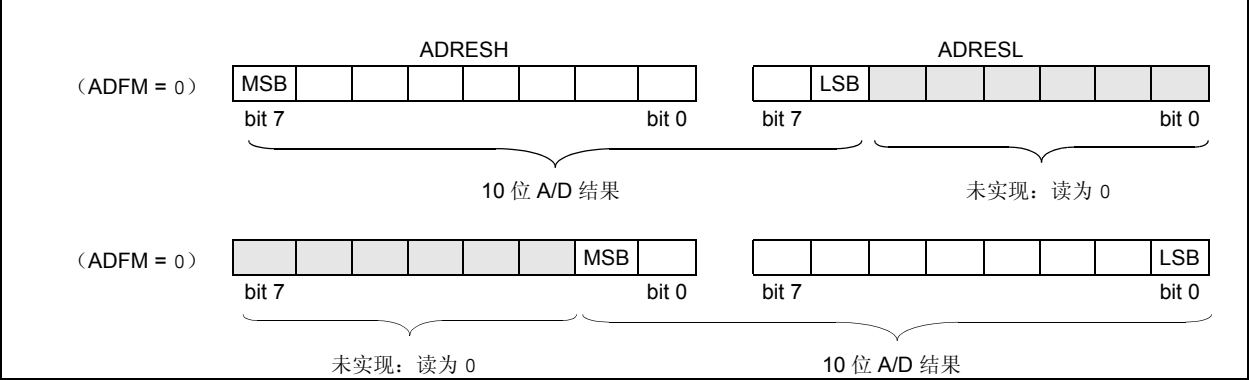 ADRESH ADRESL
（ADFM = 0） MSB LSB
bit 7 bit 0 bit 7 bit 0
10 位 A/D 结果 未实现：读为 0
（ADFM = 0） MSB LSB
bit 7 bit 0 bit 7 bit 0
未实现：读为 0 10 位 A/D 结果